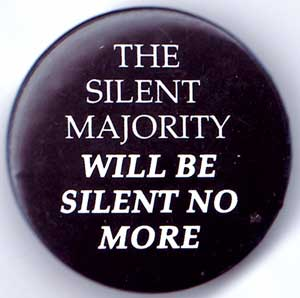 THE
SILENT
MAJORITY
WILL BE
SILENT NO
MORE